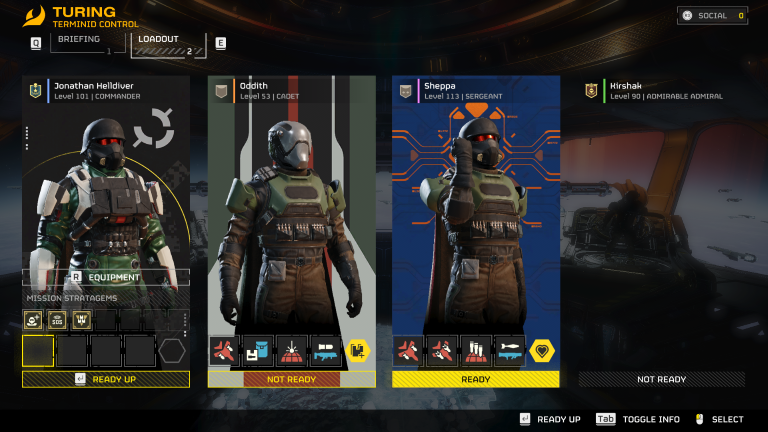 TURING
TERMINID CONTROL
SOCIAL 0
Q
BRIEFING
1
LOADOUT
2
E
Jonathan Helldiver
Level 101 | COMMANDER
Oddith
Level 53 | CADET
Sheppa
Level 113 | SERGEANT
Kirshak
Level 90 | ADMIRABLE ADMIRAL
R EQUIPMENT
MISSION STRATAGEMS
SOS
READY UP
NOT READY
READY
NOT READY
READY UP
Tab TOGGLE INFO
SELECT